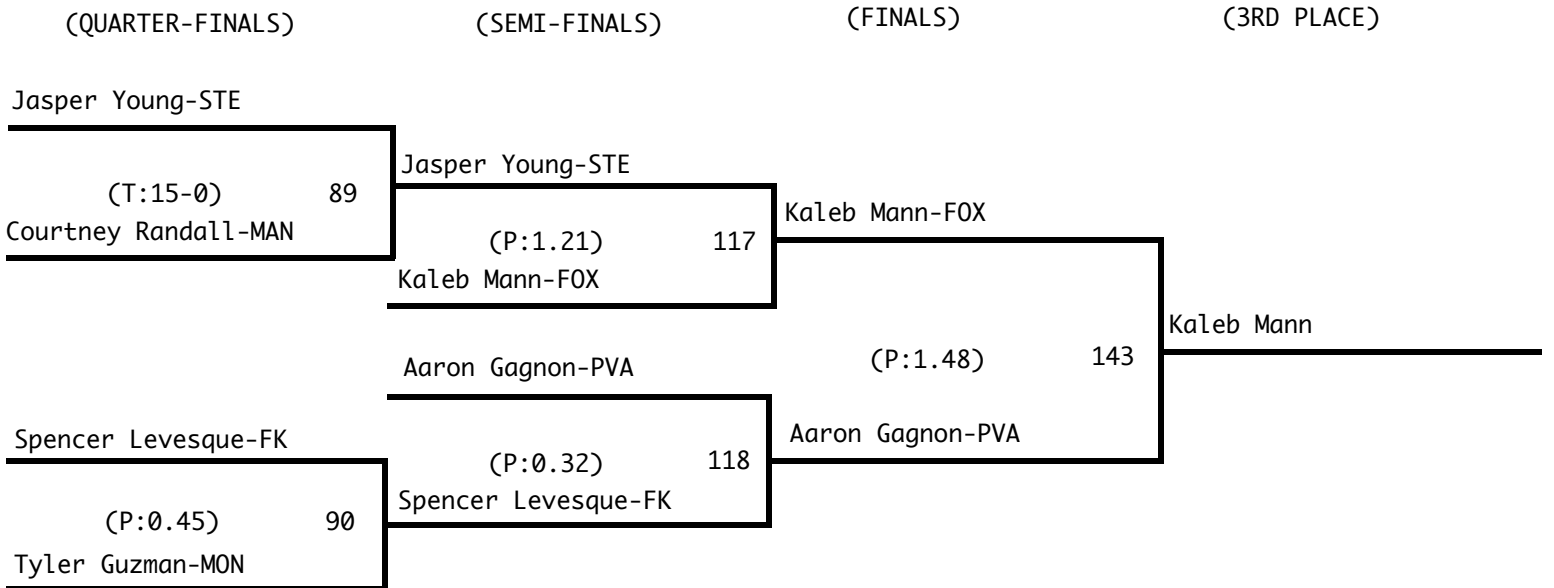 (QUARTER-FINALS) (SEMI-FINALS) (FINALS) (3RD PLACE)
Jasper Young-STE
(T:15-0) 89
Courtney Randall-MAN
Jasper Young-STE
(P:1.21) 117
Kaleb Mann-FOX
Kaleb Mann-FOX
Aaron Gagnon-PVA
(P:0.32) 118
Spencer Levesque-FK
Spencer Levesque-FK
(P:0.45) 90
Tyler Guzman-MON
(P:1.48) 143
Aaron Gagnon-PVA
Kaleb Mann